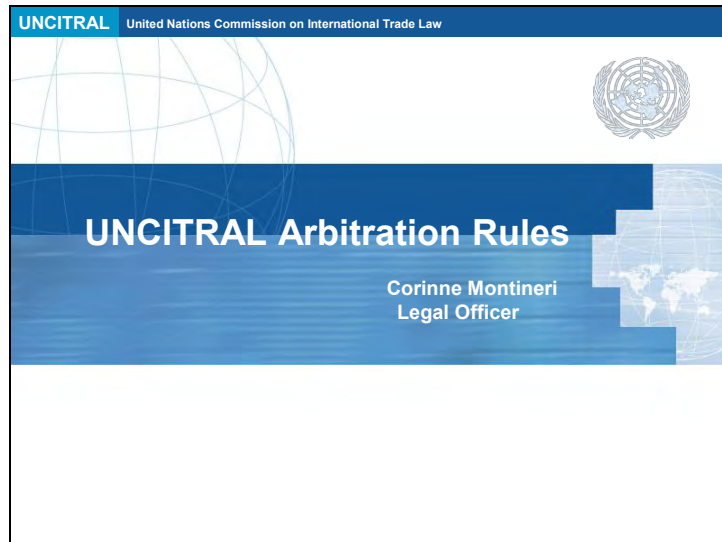 UNCITRAL United Nations Commission on International Trade Law
UNCITRAL Arbitration Rules
Corinne Montineri
Legal Officer